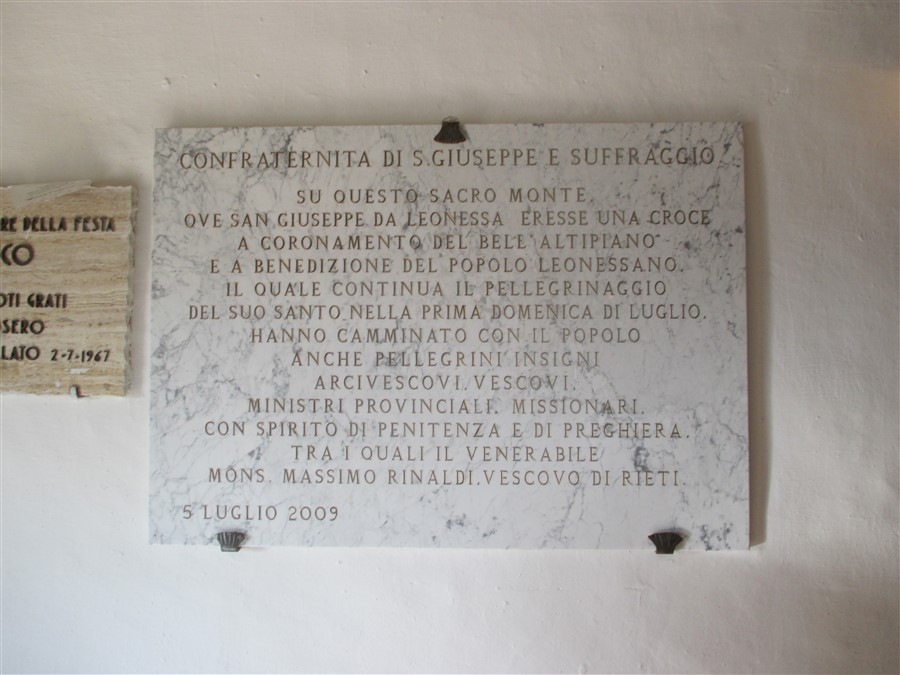 CONFRATERNITA DI S.GIUSEPPE E SUFFRAGGIO
SU QUESTO SACRO MONTE,
OVE SAN GIUSEPPE DA LEONESSA ERESSE UNA CROCE
A CORONAMENTO DEL BELL'ALTIPIANO
E A BENEDIZIONE DEL POPOLO LEONESSANO,
IL QUALE CONTINUA IL PELLEGRINAGGIO
DEL SUO SANTO NELLA PRIMA DOMENICA DI LUGLIO,
HANNO CAMMINATO CON IL POPOLO
ANCHE PELLEGRINI INSIGNI
ARCIVESCOVI, VESCOVI,
MINISTRI PROVINCIALI, MISSIONARI,
CON SPIRITO DI PENITENZA E DI PREGHIERA,
TRA I QUALI IL VENERABILE
MONS. MASSIMO RINALDI, VESCOVO DI RIETI.
5 LUGLIO 2009
RE DELLA FESTA
CO
OTI GRATI
SERO
LATO 2-7-1967